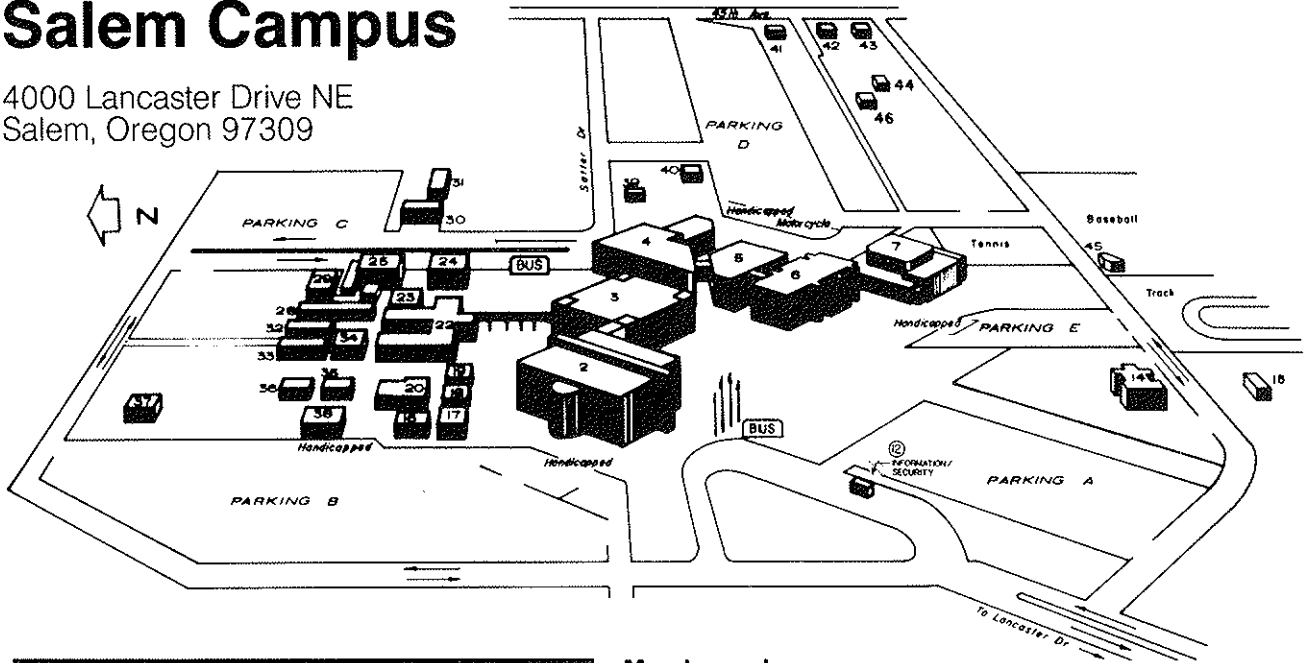 Salem Campus
4000 Lancaster Drive NE
Salem, Oregon 97309
45th Ave
41
42
43
44
46
PARKING
D
Satter Dr
39
40
31
30
N
PARKING C
Handicapped
Motorcycle
Baseball
4
5
6
7
Tennis
45
25
24
BUS
29
23
3
28
Track
22
32
34
33
Handicapped
PARKING E
2
19
35
36
20
18
14
37
38
16
17
BUS
Handicapped
Handicapped
12
INFORMATION/
SECURITY
PARKING A
PARKING B
To Lancaster Dr